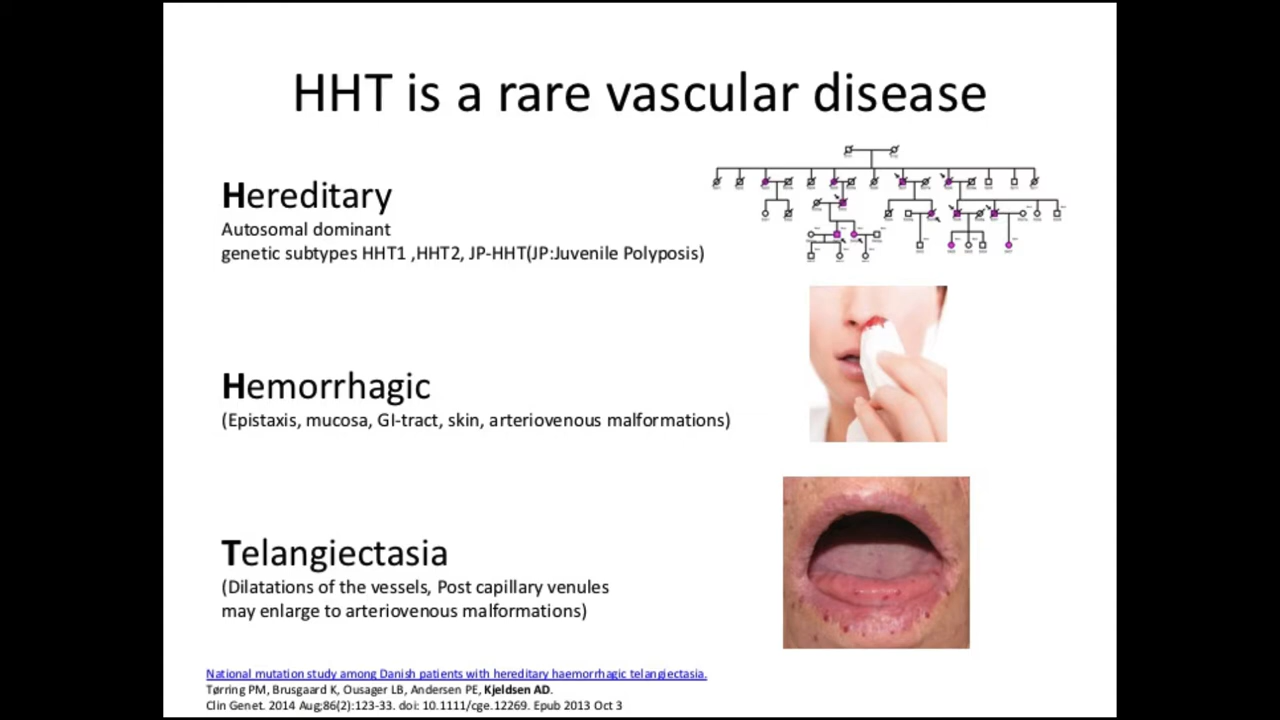 HHT is a rare vascular disease
Hereditary
Autosomal dominant
genetic subtypes HHT1 ,HHT2, JP-HHT(JP:Juvenile Polyposis)
Hemorrhagic
(Epistaxis, mucosa, GI-tract, skin, arteriovenous malformations)
Telangiectasia
(Dilatations of the vessels, Post capillary venules
may enlarge to arteriovenous malformations)
National mutation study among Danish patients with hereditary haemorrhagic telangiectasia.
Tørring PM, Brusgaard K, Ousager LB, Andersen PE, Kjeldsen AD.
Clin Genet. 2014 Aug;86(2):123-33. doi: 10.1111/cge.12269. Epub 2013 Oct 3